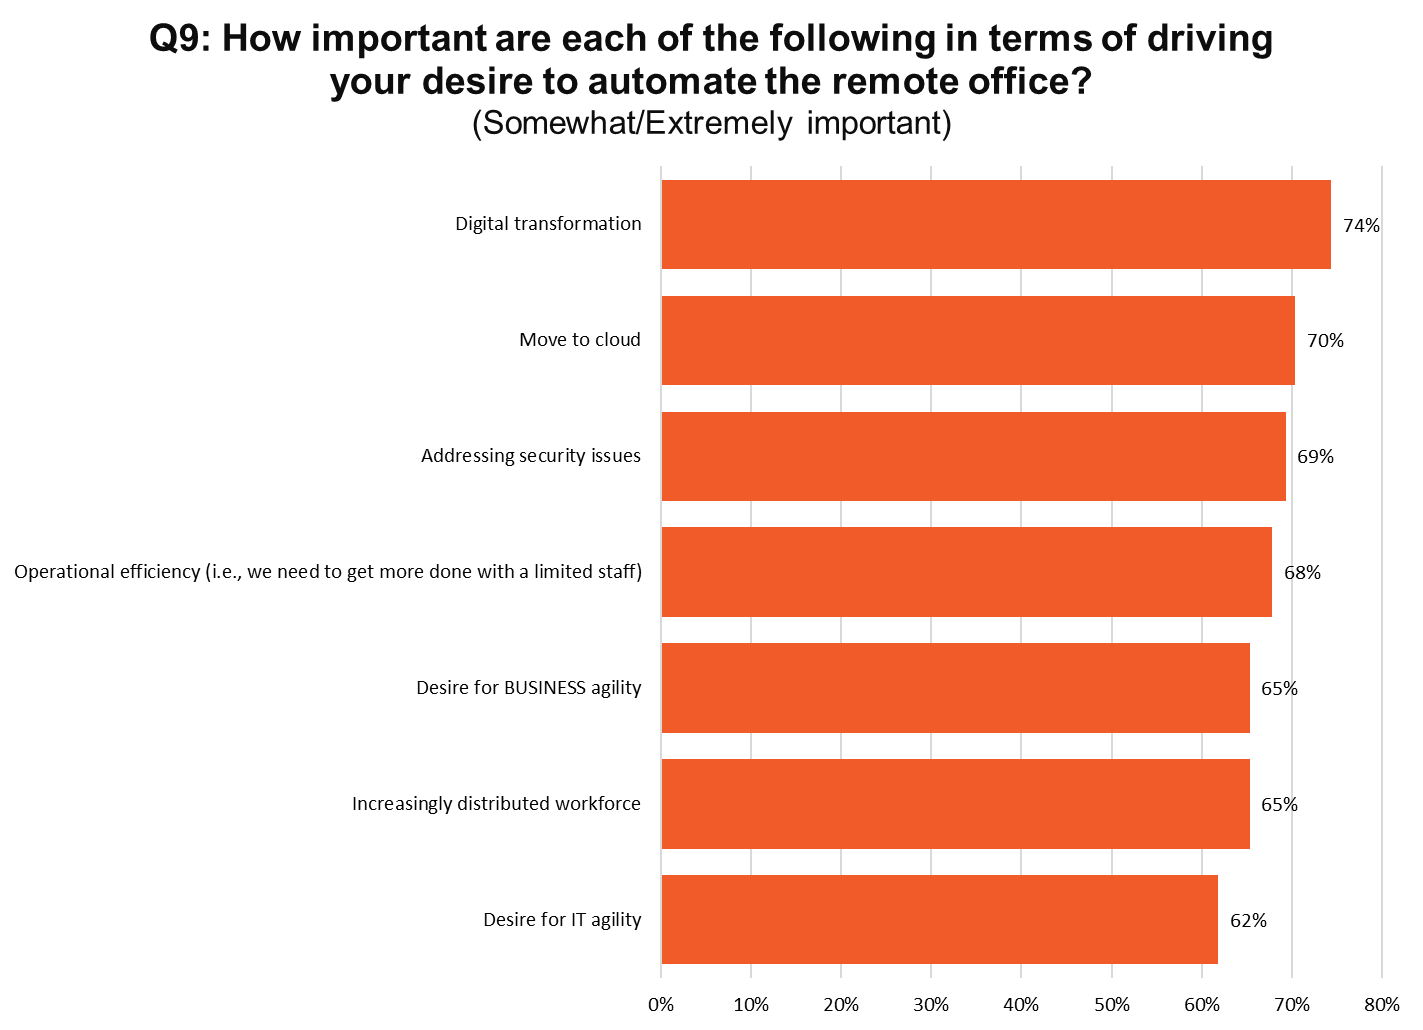 Q9: How important are each of the following in terms of driving
your desire to automate the remote office?
(Somewhat/Extremely important)
Digital transformation 74%
Move to cloud 70%
Addressing security issues 69%
Operational efficiency (i.e., we need to get more done with a limited staff) 68%
Desire for BUSINESS agility 65%
Increasingly distributed workforce 65%
Desire for IT agility 62%
0% 10% 20% 30% 40% 50% 60% 70% 80%